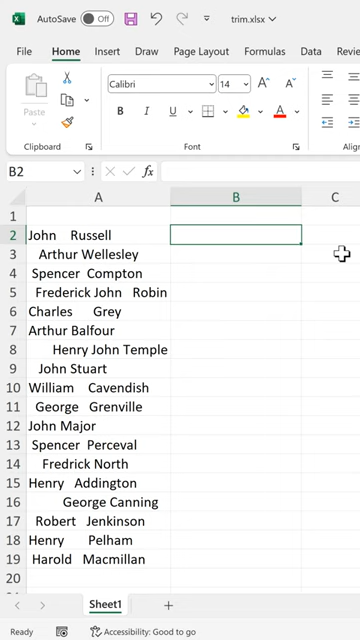 AutoSave Off trim.xlsx
File Home Insert Draw Page Layout Formulas Data
Paste Calibri 14 A A
B I U A
Clipboard Font
B2 fx
A B C
1
2 John Russell
3 Arthur Wellesley
4 Spencer Compton
5 Frederick John Robin
6 Charles Grey
7 Arthur Balfour
8 Henry John Temple
9 John Stuart
10 William Cavendish
11 George Grenville
12 John Major
13 Spencer Perceval
14 Fredrick North
15 Henry Addington
16 George Canning
17 Robert Jenkinson
18 Henry Pelham
19 Harold Macmillan
20
Sheet1
Ready Accessibility: Good to go